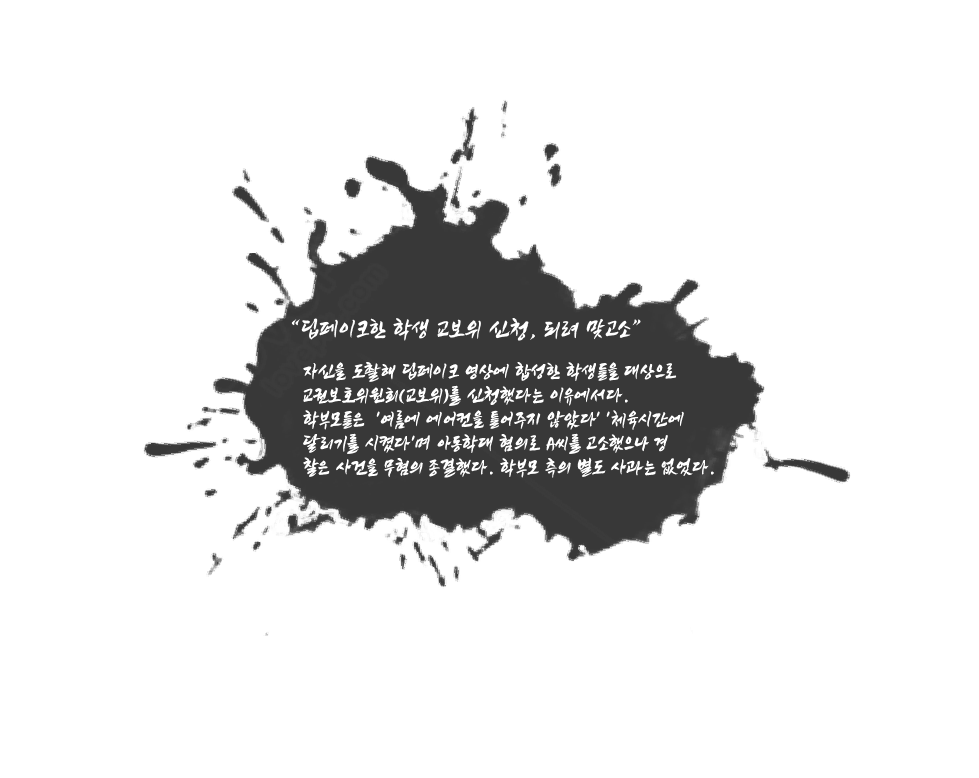 “딥페이크한 학생 교보위 신청, 되려 맞고소”
자신을 도촬해 딥페이크 영상에 합성한 학생들을 대상으로
교권보호위원회(교보위)를 신청했다는 이유에서다.
학부모들은 '여름에 에어컨을 틀어주지 않았다' '체육시간에
달리기를 시켰다'며 아동학대 혐의로 A씨를 고소했으나 경
찰은 사건을 무혐의 종결했다. 학부모 측의 별도 사과는 없었다.